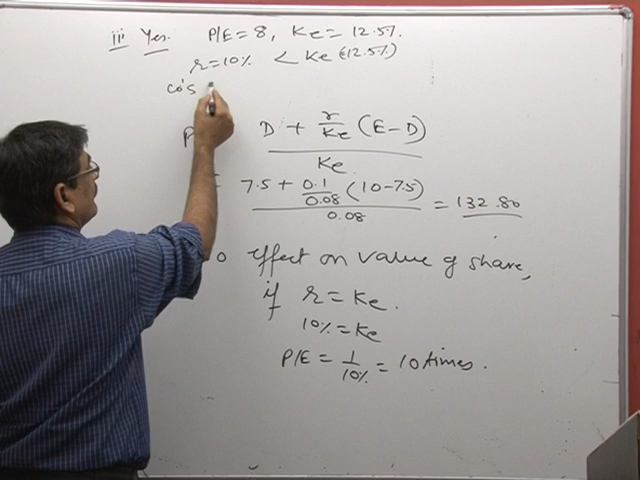 iii Yes. P/E = 8, Ke = 12.5%.
r = 10% < Ke (12.5%)
Co's
P D + r/Ke (E - D)
Ke
7.5 + 0.1/0.08 (10 - 7.5) = 132.80
0.08
o effect on value of share,
if r = Ke.
10% = Ke
P/E = 1/10% = 10 times.